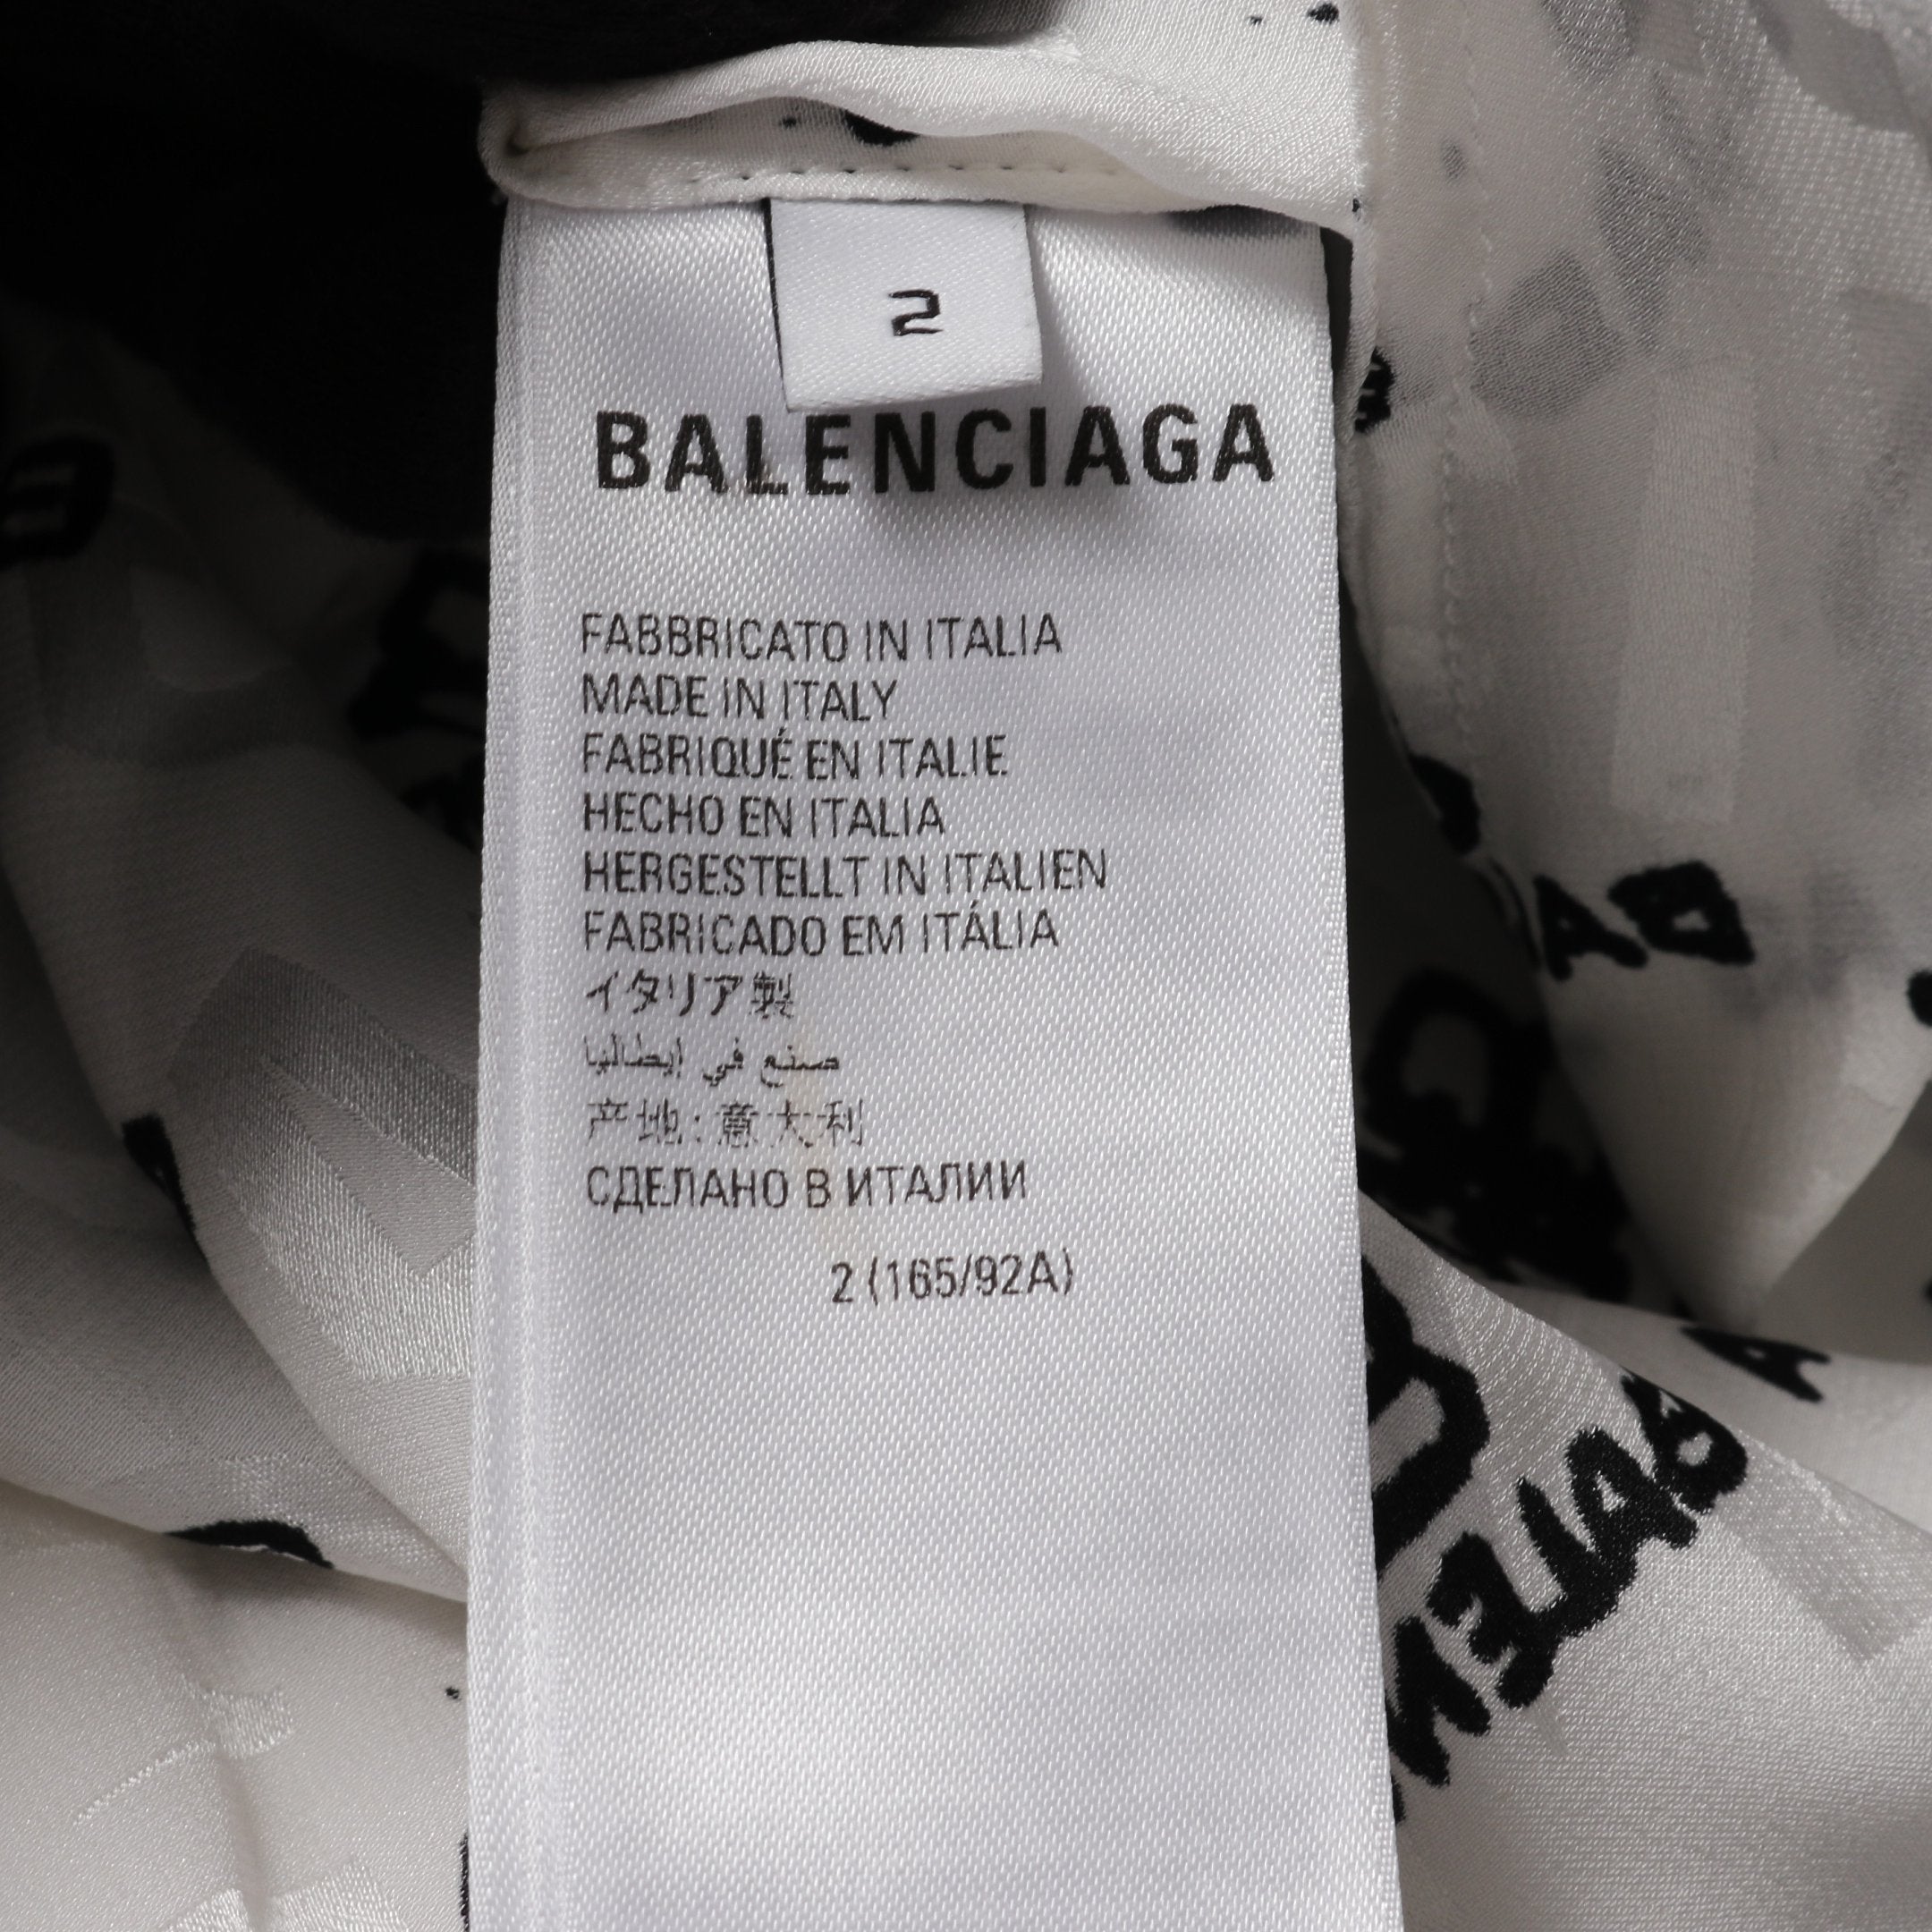 2
BALENCIAGA
FABBRICATO IN ITALIA
MADE IN ITALY
FABRIQUÉ EN ITALIE
HECHO EN ITALIA
HERGESTELLT IN ITALIEN
FABRICADO EM ITÁLIA
イタリア製
صنع في إيطاليا
产地:意大利
СДЕЛАНО В ИТАЛИИ
2 (165/92A)